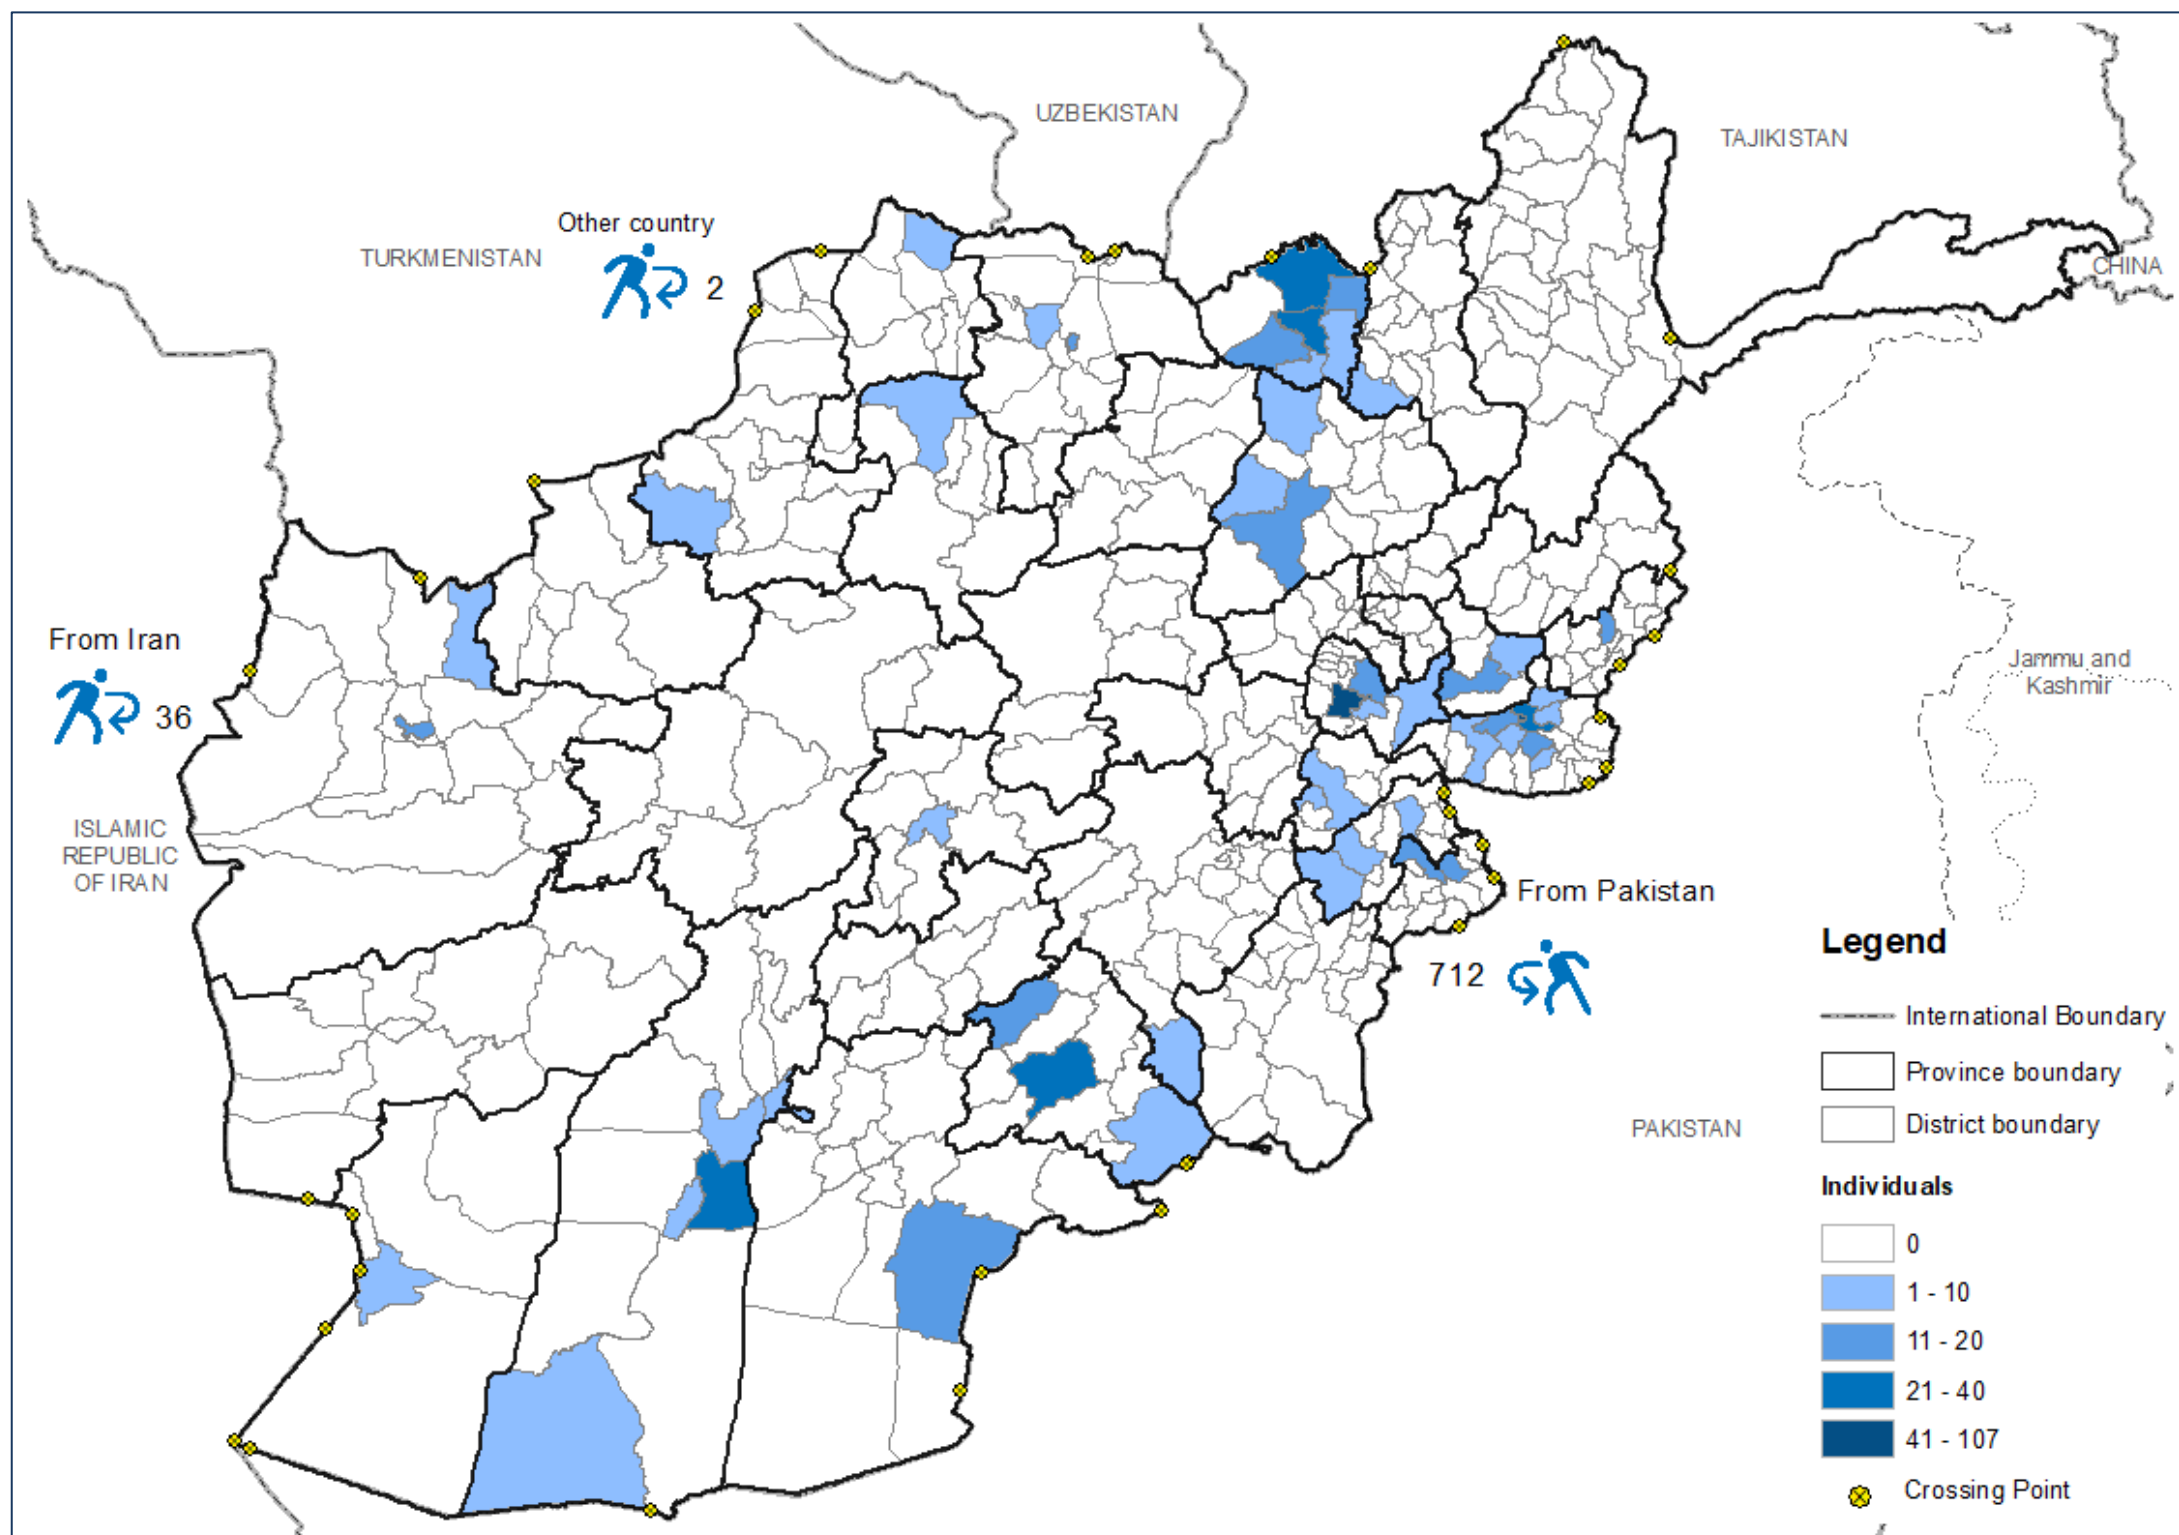 UZBEKISTAN
TAJIKISTAN
Other country
2
TURKMENISTAN
CHINA
From Iran
36
Jammu and
Kashmir
ISLAMIC
REPUBLIC
OF IRAN
From Pakistan
712
PAKISTAN
Legend
International Boundary
Province boundary
District boundary
Individuals
0
1 - 10
11 - 20
21 - 40
41 - 107
Crossing Point